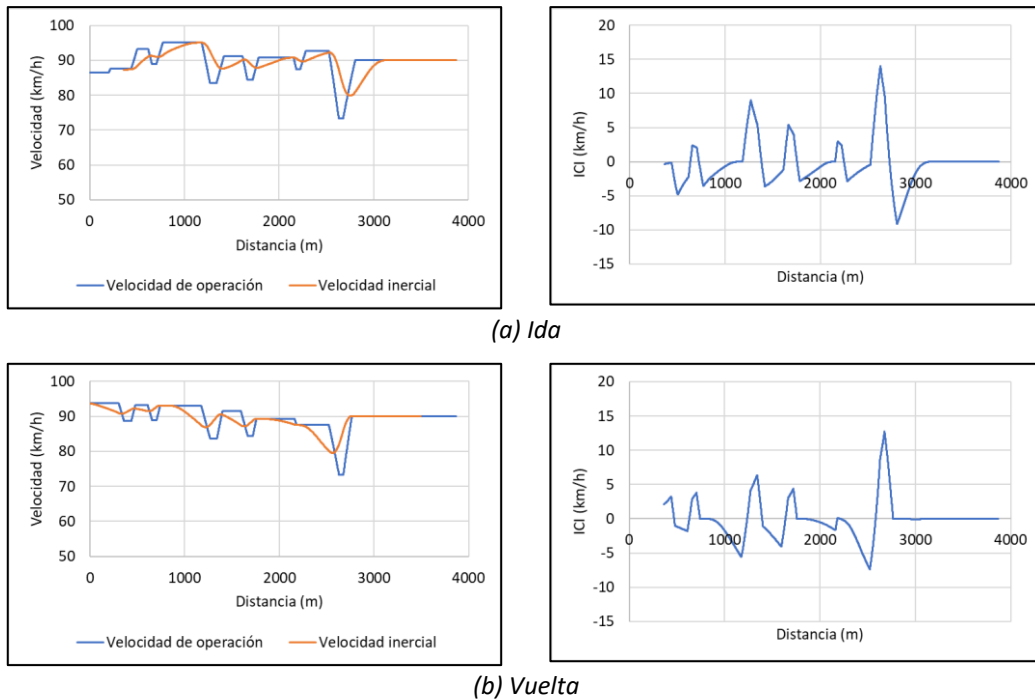 100
90
80
70
60
50
0 1000 2000 3000 4000
Velocidad (km/h)
Distancia (m)
Velocidad de operación Velocidad inercial
20
15
10
5
0
-5
-10
-15
0 1000 2000 3000 4000
ICI (km/h)
Distancia (m)
(a) Ida
100
90
80
70
60
50
0 1000 2000 3000 4000
Velocidad (km/h)
Distancia (m)
Velocidad de operación Velocidad inercial
20
15
10
5
0
-5
-10
-15
0 1000 2000 3000 4000
ICI (km/h)
Distancia (m)
(b) Vuelta